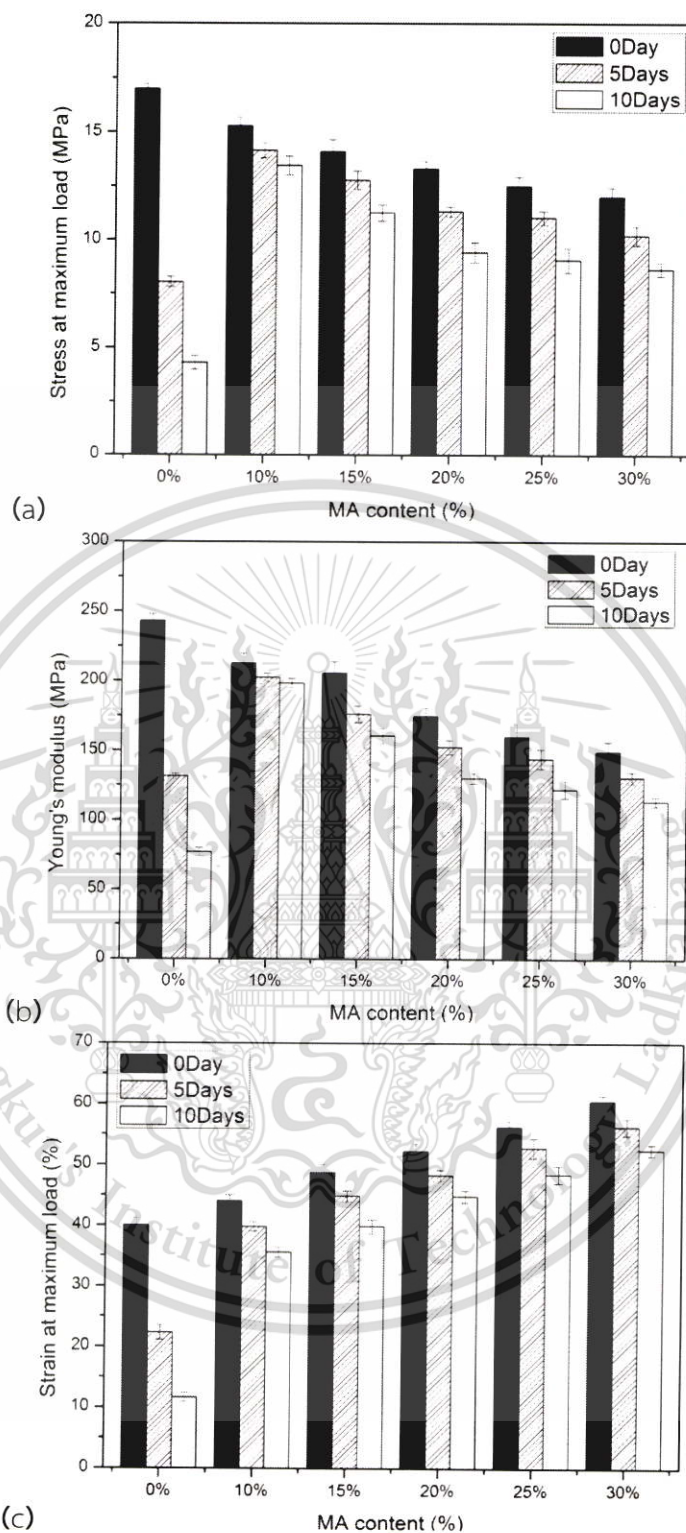 20
15
10
5
0
Stress at maximum load (MPa)
0Day
5Days
10Days
0% 10% 15% 20% 25% 30%
(a) MA content (%)
300
250
200
150
100
50
0
Young's modulus (MPa)
0Day
5Days
10Days
0% 10% 15% 20% 25% 30%
(b) MA content (%)
70
60
50
40
30
20
10
0
Strain at maximum load (%)
0Day
5Days
10Days
0% 10% 15% 20% 25% 30%
(c) MA content (%)
's Institute of Technology